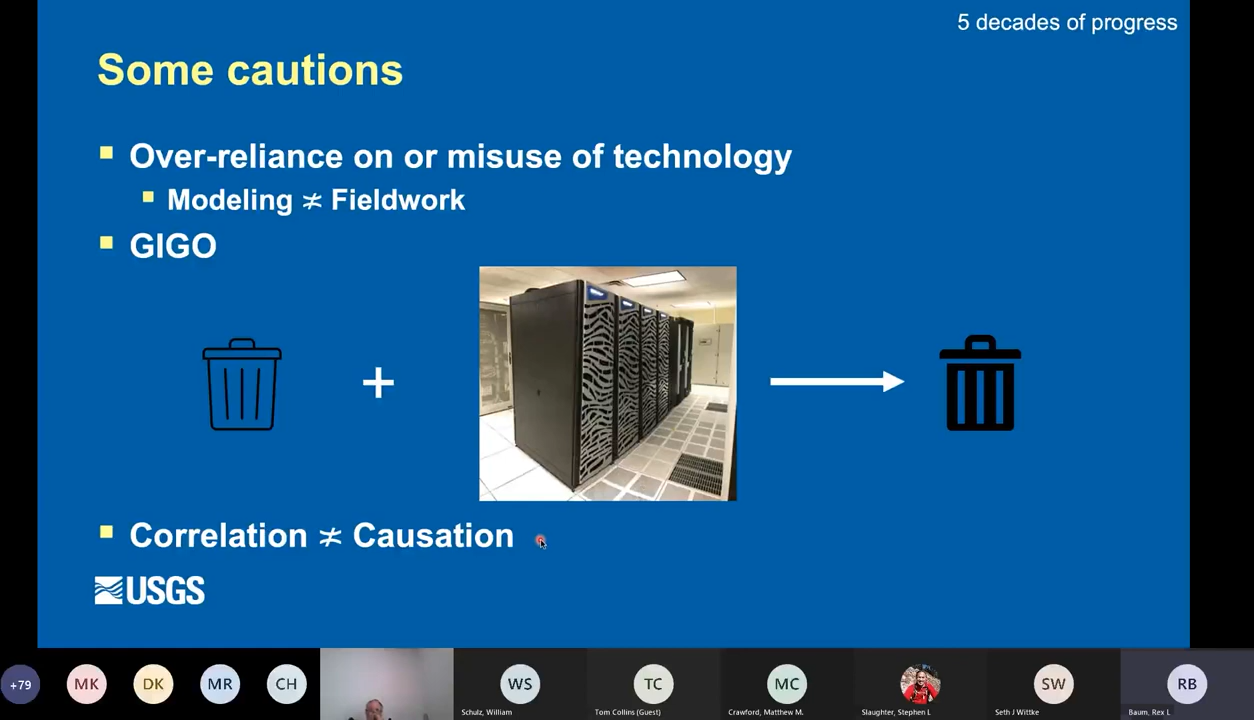 5 decades of progress
Some cautions
Over-reliance on or misuse of technology
Modeling ≭ Fieldwork
GIGO
+
Correlation ≭ Causation
USGS
+79
MK
DK
MR
CH
WS
TC
MC
SW
RB
Schulz, William
Tom Collins (Guest)
Crawford, Matthew M.
Slaughter, Stephen L
Seth J Wittke
Baum, Rex L